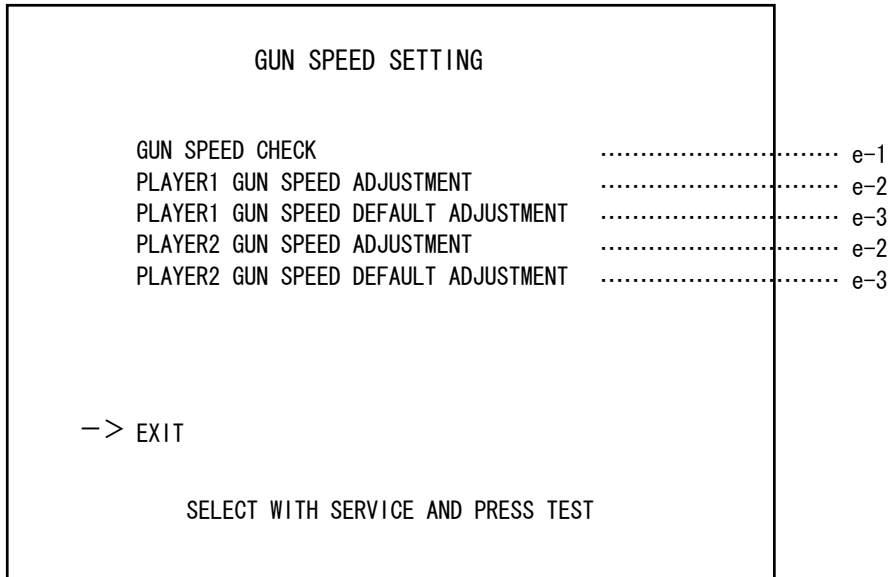 GUN SPEED SETTING
GUN SPEED CHECK ………………………… e-1
PLAYER1 GUN SPEED ADJUSTMENT ………………………… e-2
PLAYER1 GUN SPEED DEFAULT ADJUSTMENT ………………………… e-3
PLAYER2 GUN SPEED ADJUSTMENT ………………………… e-2
PLAYER2 GUN SPEED DEFAULT ADJUSTMENT ………………………… e-3
-> EXIT
SELECT WITH SERVICE AND PRESS TEST